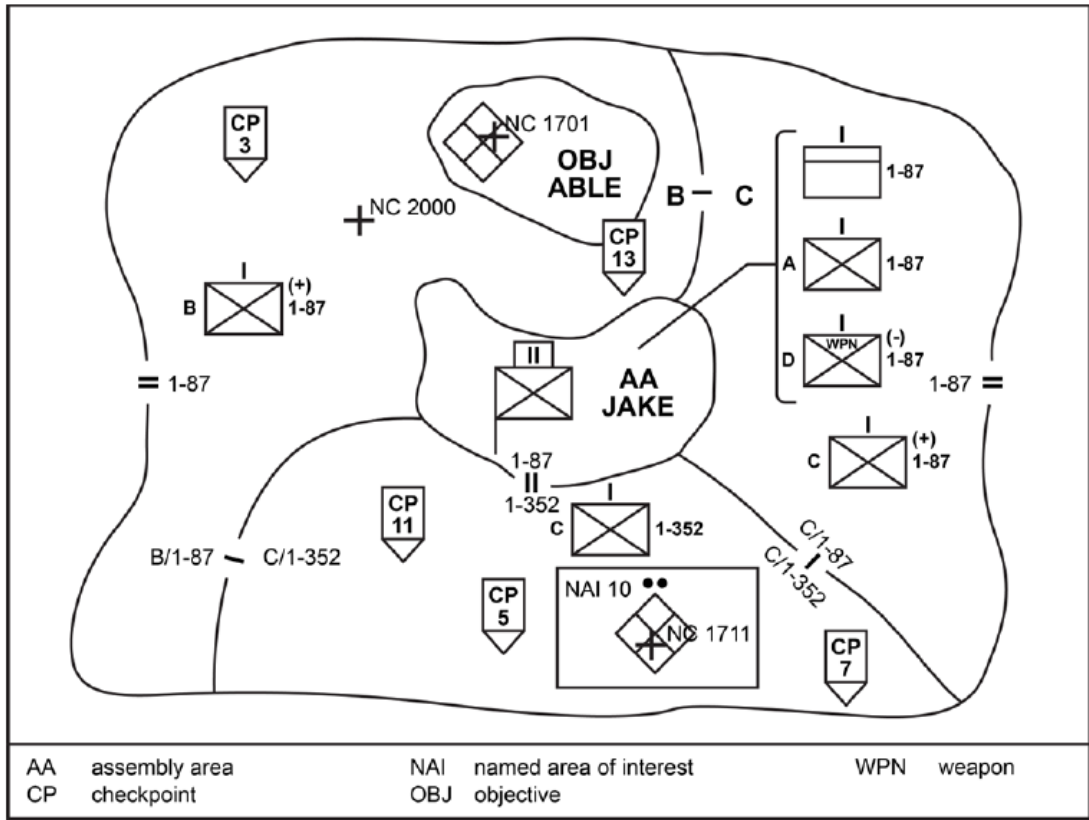 CP
3
NC 1701
OBJ
ABLE
B
C
I
1-87
NC 2000
CP
13
I
A
1-87
I
B
(+)
1-87
I
WPN
D
(-)
1-87
II
AA
JAKE
1-87
1-87
I
C
(+)
1-87
1-87
II
1-352
CP
11
I
C
1-352
B/1-87
C/1-352
C/1-87
C/1-352
NAI 10
CP
5
NC 1711
CP
7
AA assembly area
CP checkpoint
NAI named area of interest
OBJ objective
WPN weapon